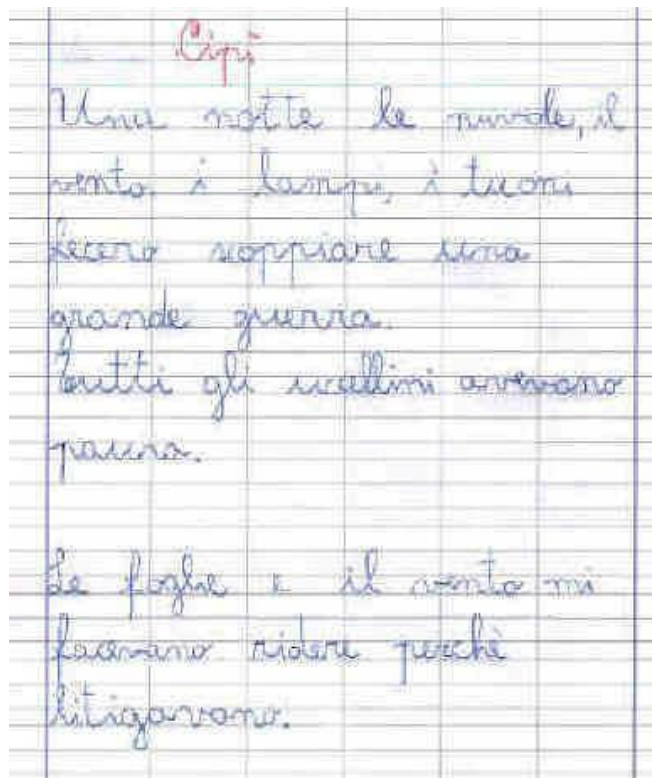 Cipì
Una notte le nuvole, il
vento, i lampi, i tuoni
fecero scoppiare una
grande guerra.
Tutti gli uccellini avevano
paura.
Le foglie e il vento mi
facevano ridere perchè
litigavano.